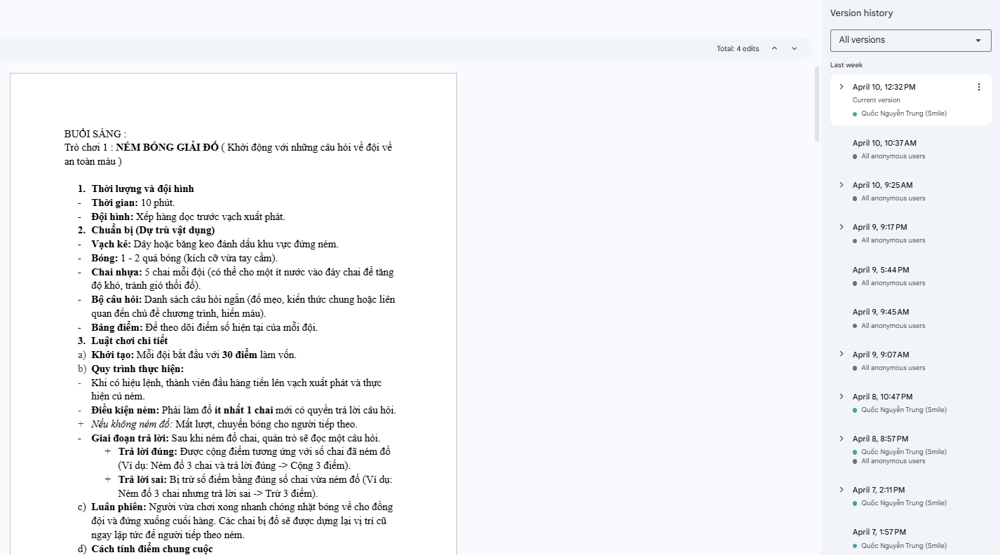 Version history
All versions
Total: 4 edits
Last week
April 10, 12:32 PM
Current version
Quốc Nguyễn Trung (Smile)
April 10, 10:37 AM
All anonymous users
April 10, 9:25 AM
All anonymous users
April 9, 9:17 PM
All anonymous users
April 9, 5:44 PM
All anonymous users
April 9, 9:45 AM
All anonymous users
April 9, 9:07 AM
All anonymous users
April 8, 10:47 PM
Quốc Nguyễn Trung (Smile)
April 8, 8:57 PM
Quốc Nguyễn Trung (Smile)
All anonymous users
April 7, 2:11 PM
Quốc Nguyễn Trung (Smile)
April 7, 1:57 PM
Quốc Nguyễn Trung (Smile)
BUỔI SÁNG :
Trò chơi 1 : NÉM BÓNG GIẢI ĐỐ ( Khởi động với những câu hỏi về đội về
an toàn máu )
1. Thời lượng và đội hình
- Thời gian: 10 phút.
- Đội hình: Xếp hàng dọc trước vạch xuất phát.
2. Chuẩn bị (Dự trù vật dụng)
- Vạch kẻ: Dây hoặc băng keo đánh dấu khu vực đứng ném.
- Bóng: 1 - 2 quả bóng (kích cỡ vừa tay cầm).
- Chai nhựa: 5 chai mỗi đội (có thể cho một ít nước vào đáy chai để tăng
độ khó, tránh gió thổi đổ).
- Bộ câu hỏi: Danh sách câu hỏi ngắn (đố mẹo, kiến thức chung hoặc liên
quan đến chủ đề chương trình, hiến máu).
- Bảng điểm: Để theo dõi điểm số hiện tại của mỗi đội.
3. Luật chơi chi tiết
a) Khởi tạo: Mỗi đội bắt đầu với 30 điểm làm vốn.
b) Quy trình thực hiện:
- Khi có hiệu lệnh, thành viên đầu hàng tiến lên vạch xuất phát và thực
hiện cú ném.
- Điều kiện ném: Phải làm đổ ít nhất 1 chai mới có quyền trả lời câu hỏi.
+ Nếu không ném đổ: Mất lượt, chuyển bóng cho người tiếp theo.
- Giai đoạn trả lời: Sau khi ném đổ chai, quản trò sẽ đọc một câu hỏi.
+ Trả lời đúng: Được cộng điểm tương ứng với số chai đã ném đổ
(Ví dụ: Ném đổ 3 chai và trả lời đúng -> Cộng 3 điểm).
+ Trả lời sai: Bị trừ số điểm bằng đúng số chai vừa ném đổ (Ví dụ:
Ném đổ 3 chai nhưng trả lời sai -> Trừ 3 điểm).
c) Luân phiên: Người vừa chơi xong nhanh chóng nhặt bóng về cho đồng
đội và đứng xuống cuối hàng. Các chai bị đổ sẽ được dựng lại vị trí cũ
ngay lập tức để người tiếp theo ném.
d) Cách tính điểm chung cuộc